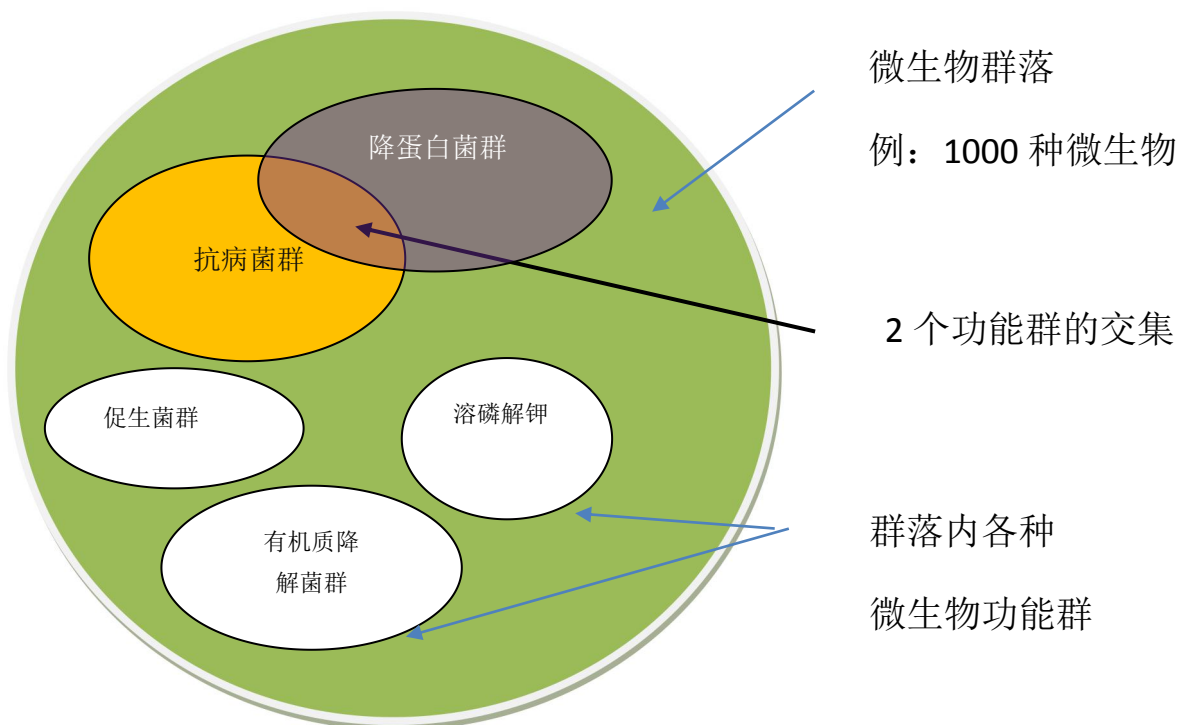 微生物群落
例：1000 种微生物
降蛋白菌群
抗病菌群
2 个功能群的交集
促生菌群
溶磷解钾
有机质降
解菌群
群落内各种
微生物功能群